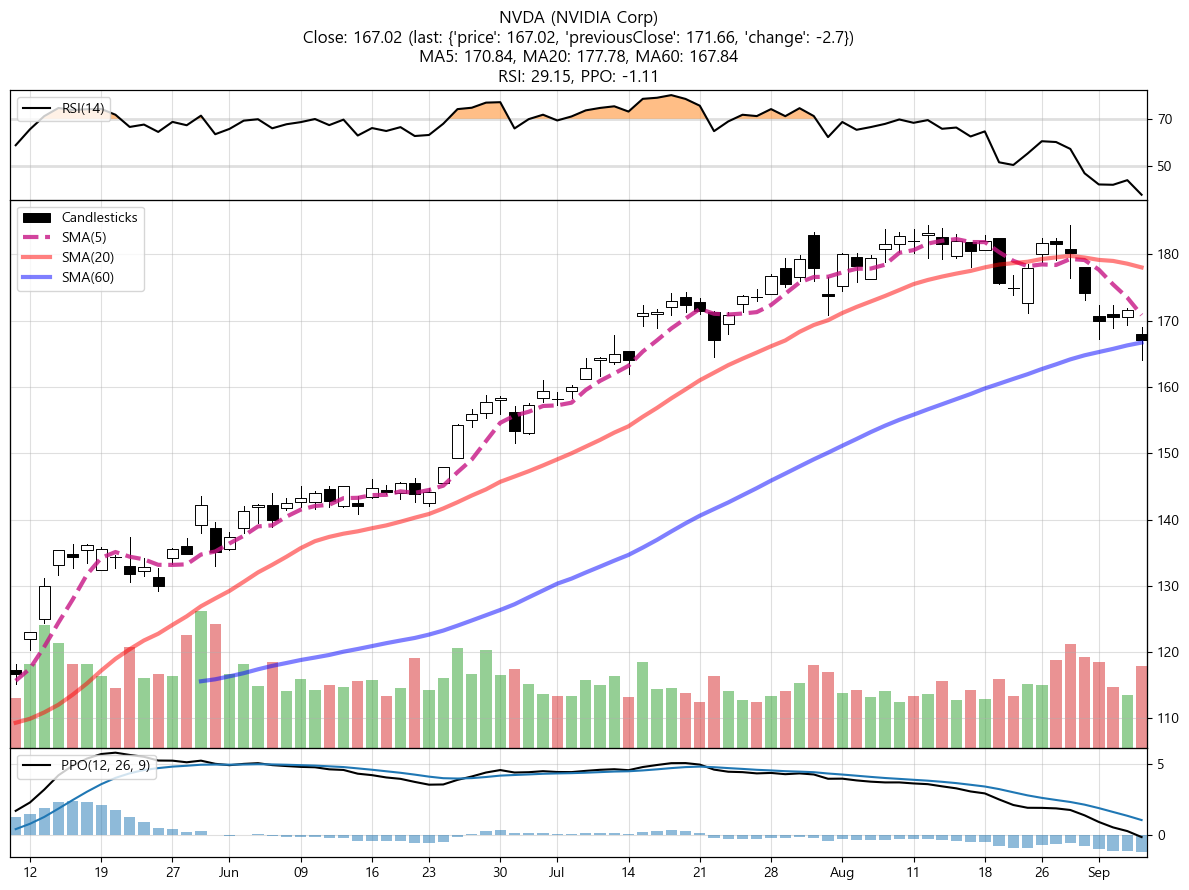 NVDA (NVIDIA Corp)
Close: 167.02 (last: {'price': 167.02, 'previousClose': 171.66, 'change': -2.7})
MA5: 170.84, MA20: 177.78, MA60: 167.84
RSI: 29.15, PPO: -1.11
RSI(14)
70
50
Candlesticks
SMA(5)
SMA(20)
SMA(60)
180
170
160
150
140
130
120
110
PPO(12, 26, 9)
5
0
12 19 27 Jun 09 16 23 30 Jul 14 21 28 Aug 11 18 26 Sep